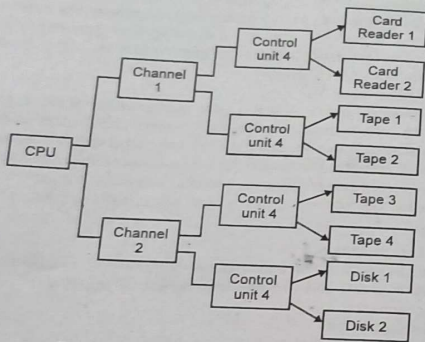 Card
Reader 1
Control
unit 4
Card
Reader 2
Channel
1
Tape 1
Control
unit 4
Tape 2
CPU
Tape 3
Control
unit 4
Tape 4
Channel
2
Disk 1
Control
unit 4
Disk 2